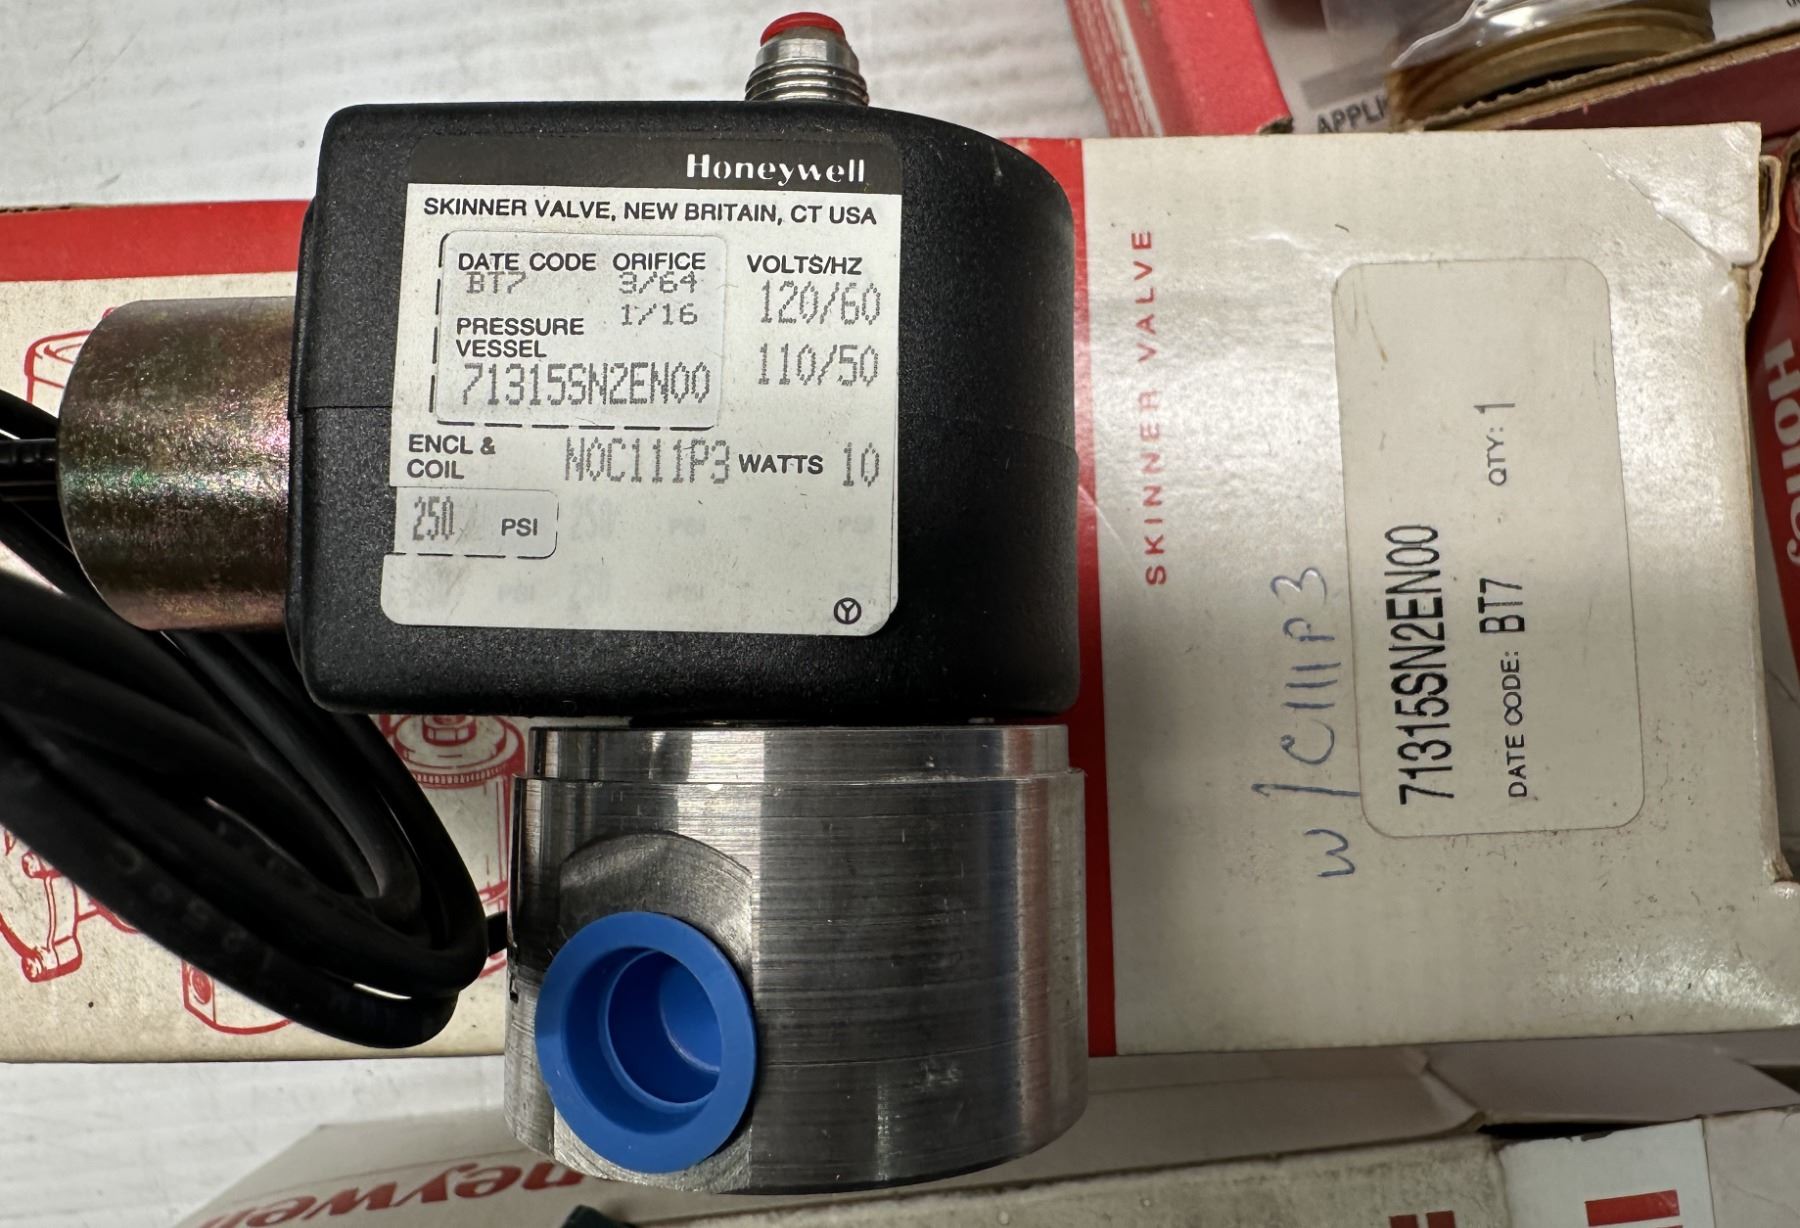 Honeywell
SKINNER VALVE, NEW BRITAIN, CT USA
DATE CODE ORIFICE
BT7 3/64
1/16
PRESSURE
VESSEL
71315SN2EN00
VOLTS/HZ
120/60
110/50
ENCL &
COIL
N0C111P3
WATTS 10
250 PSI
Y
SKINNER VALVE
w/C111P3
71315SN2EN00
DATE CODE: BT7 QTY: 1